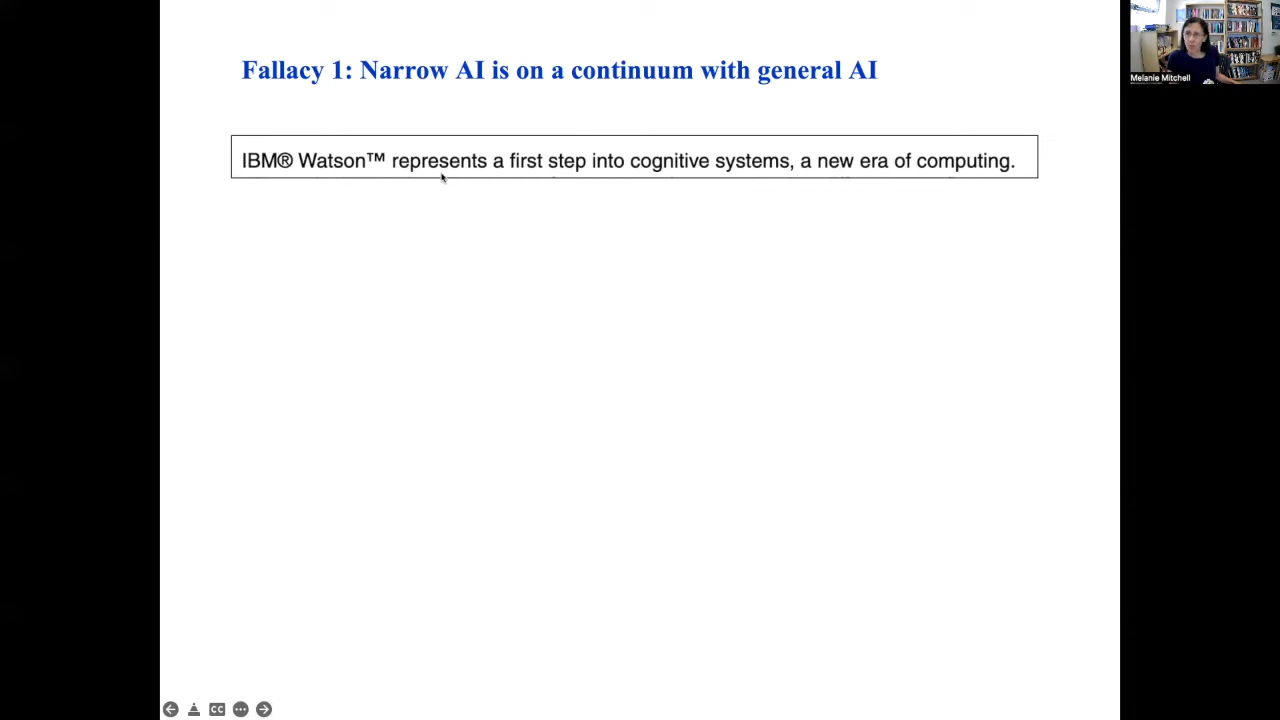 Fallacy 1: Narrow AI is on a continuum with general AI
IBM® Watson™ represents a first step into cognitive systems, a new era of computing.
Melanie Mitchell
CC